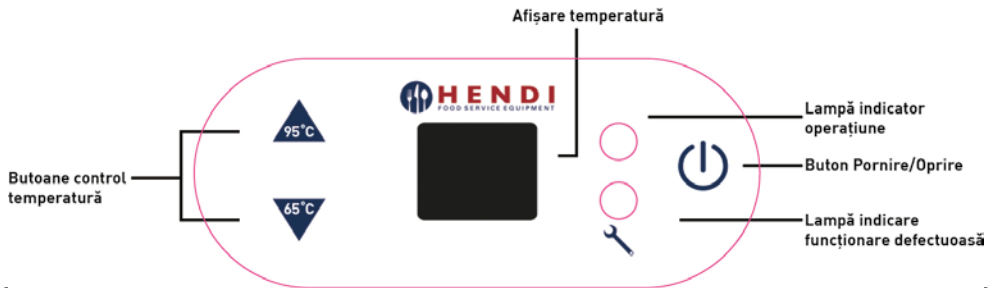 Afișare temperatură
HENDI
FOOD SERVICE EQUIPMENT
95°C
65°C
Butoane control
temperatură
Lampă indicator
operațiune
Buton Pornire/Oprire
Lampă indicare
funcționare defectuoasă